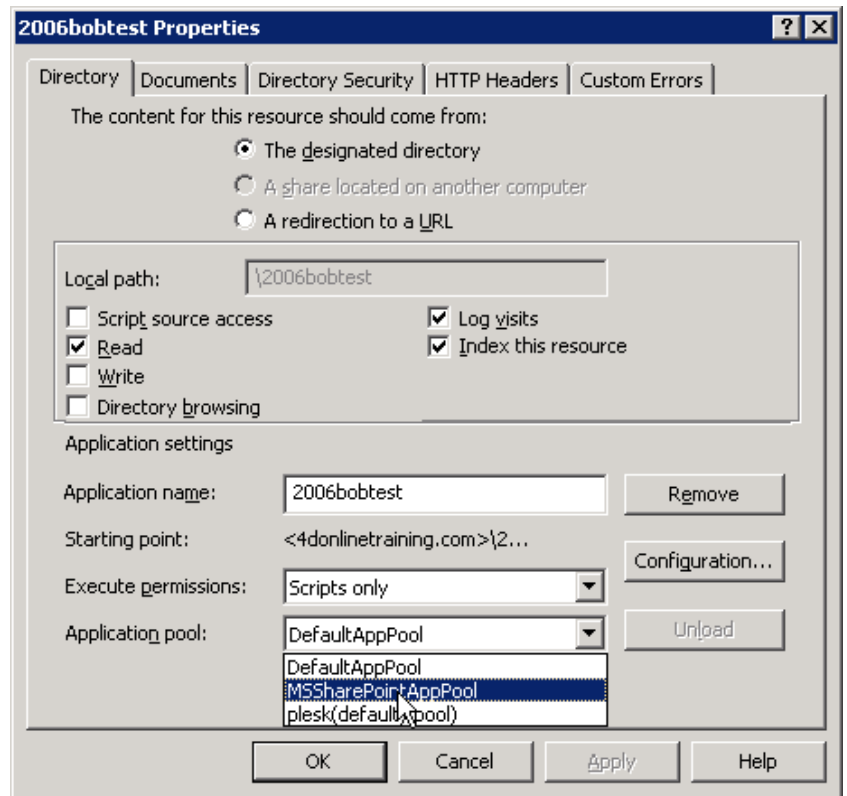 2006bobtest Properties
Directory Documents Directory Security HTTP Headers Custom Errors
The content for this resource should come from:
The designated directory
A share located on another computer
A redirection to a URL
Local path: \2006bobtest
Script source access Log visits
Read Index this resource
Write
Directory browsing
Application settings
Application name: 2006bobtest Remove
Starting point: <4donlinetraining.com>\2...
Configuration...
Execute permissions: Scripts only
Application pool: DefaultAppPool Unload
DefaultAppPool
MSSharePointAppPool
OK Cancel Apply Help